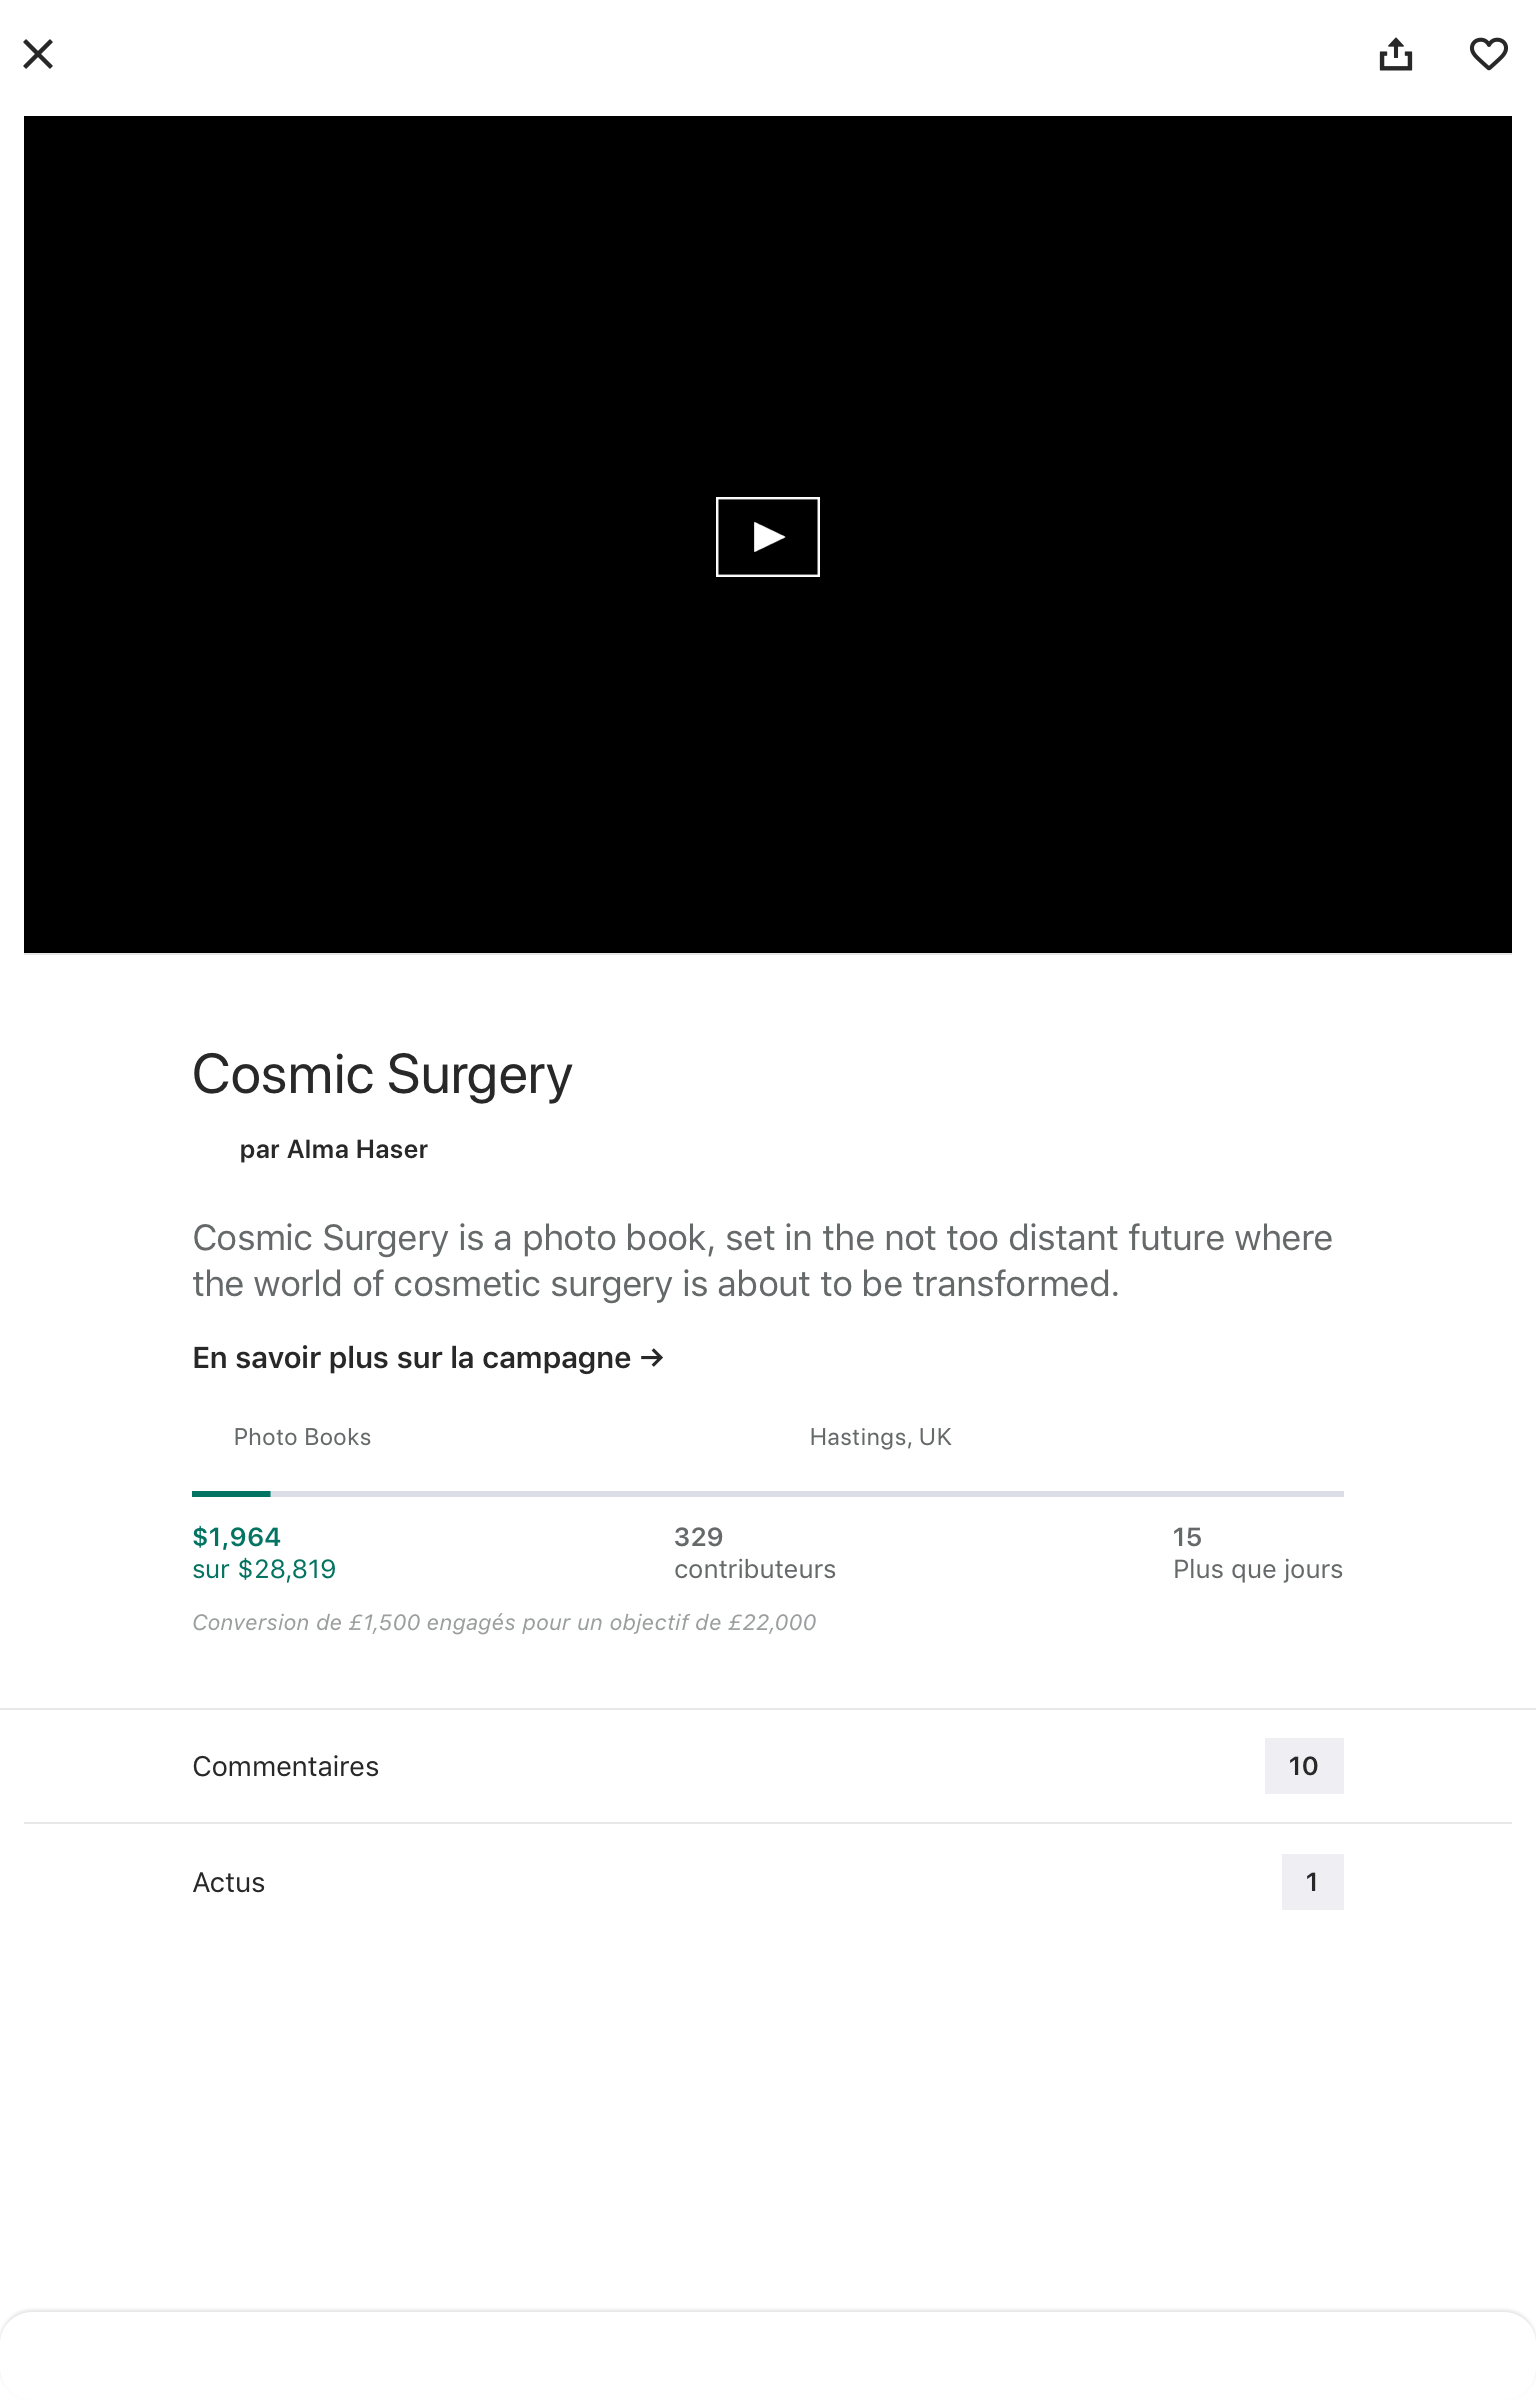 Cosmic Surgery
par Alma Haser
Cosmic Surgery is a photo book, set in the not too distant future where
the world of cosmetic surgery is about to be transformed.
En savoir plus sur la campagne →
Photo Books
Hastings, UK
$1,964
sur $28,819
329
contributeurs
15
Plus que jours
Conversion de £1,500 engagés pour un objectif de £22,000
Commentaires
10
Actus
1